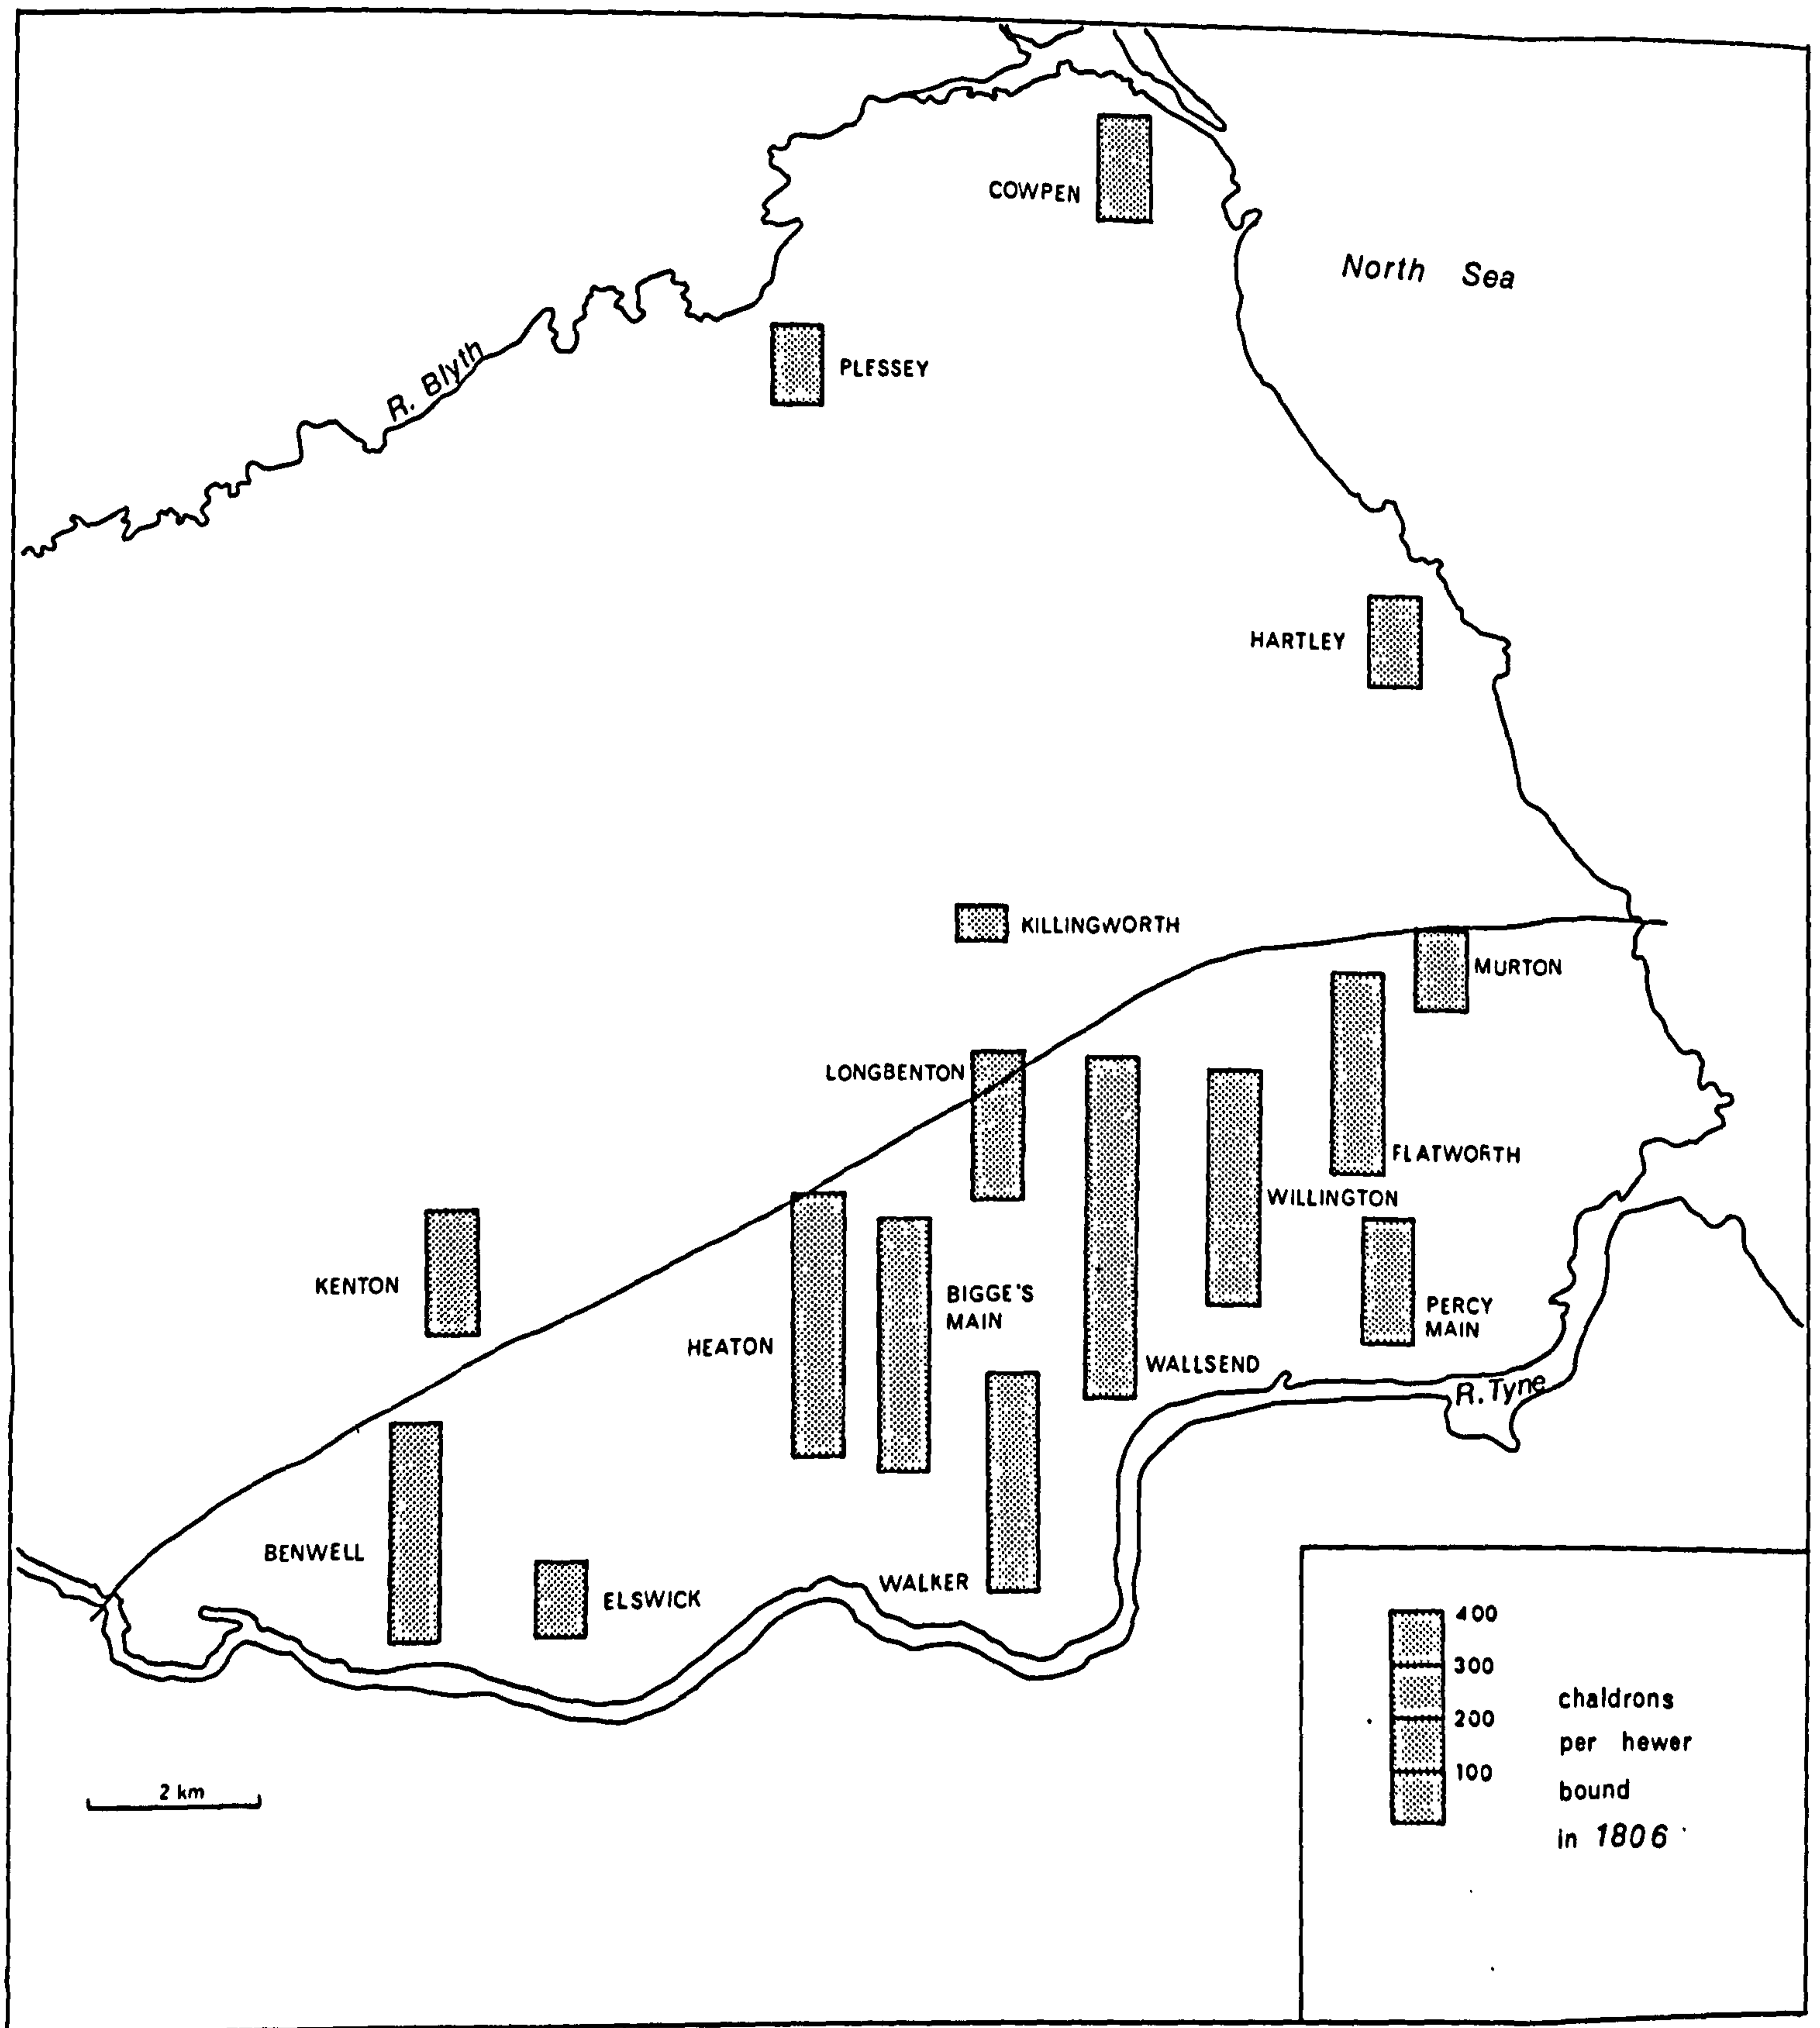 COWPEN
North Sea
R. Blyth
PLESSEY
HARTLEY
KILLINGWORTH
MURTON
LONGBENTON
FLATWORTH
WILLINGTON
KENTON
BIGGE'S
MAIN
PERCY
MAIN
HEATON
WALLSEND
R. Tyne
BENWELL
WALKER
ELSWICK
400
300
200
100
chaldrons
per hewer
bound
in 1806
2 km